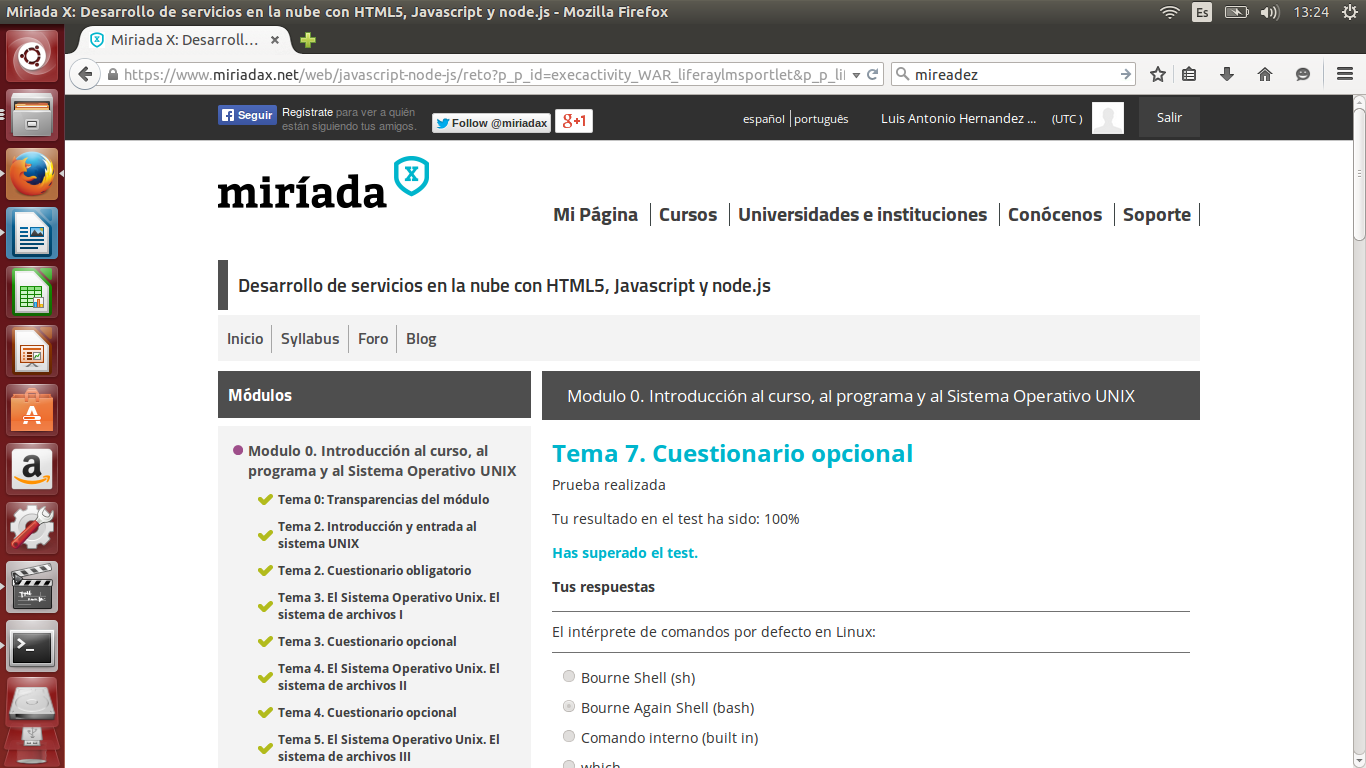 Miriada X: Desarrollo de servicios en la nube con HTML5, Javascript y node.js - Mozilla Firefox
Es
13:24
Miriada X: Desarroll…
https://www.miriadax.net/web/javascript-node-js/reto?p_p_id=execactivity_WAR_liferaylmsportlet&p_p_li
mireadez
Seguir
Regístrate para ver a quién
están siguiendo tus amigos.
Follow @miriadax
g+1
español
português
Luis Antonio Hernandez ...
(UTC )
Salir
miríada X
Mi Página
Cursos
Universidades e instituciones
Conócenos
Soporte
Desarrollo de servicios en la nube con HTML5, Javascript y node.js
Inicio
Syllabus
Foro
Blog
Módulos
Modulo 0. Introducción al curso, al
programa y al Sistema Operativo UNIX
Tema 0: Transparencias del módulo
Tema 2. Introducción y entrada al
sistema UNIX
Tema 2. Cuestionario obligatorio
Tema 3. El Sistema Operativo Unix. El
sistema de archivos I
Tema 3. Cuestionario opcional
Tema 4. El Sistema Operativo Unix. El
sistema de archivos II
Tema 4. Cuestionario opcional
Tema 5. El Sistema Operativo Unix. El
sistema de archivos III
Modulo 0. Introducción al curso, al programa y al Sistema Operativo UNIX
Tema 7. Cuestionario opcional
Prueba realizada
Tu resultado en el test ha sido: 100%
Has superado el test.
Tus respuestas
El intérprete de comandos por defecto en Linux:
Bourne Shell (sh)
Bourne Again Shell (bash)
Comando interno (built in)
which